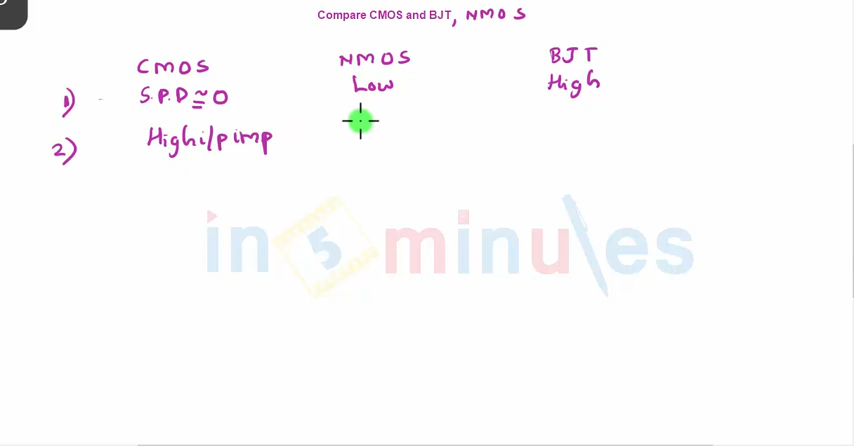 Compare CMOS and BJT, NMOS
CMOS NMOS BJT
1) S.P.D ≅ 0 Low High
2) High i/p imp
in 5 minutes